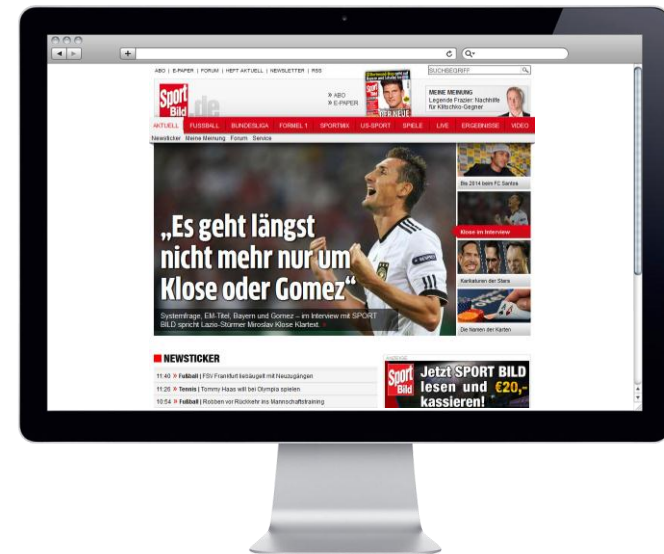 ABO | E-PAPER | FORUM | HEFT AKTUELL | NEWSLETTER | RSS
SUCHBEGRIFF
Sport
Bild
.de
» ABO
» E-PAPER
MEINE MEINUNG
Legende Frazier: Nachhilfe
für Klitschko-Gegner
AKTUELL FUSSBALL BUNDESLIGA FORMEL 1 SPORTMIX US-SPORT SPIELE LIVE ERGEBNISSE VIDEO
Newsticker Meine Meinung Forum Service
„Es geht längst
nicht mehr nur um
Klose oder Gomez“
Systemfrage, EM-Titel, Bayern und Gomez – im Interview mit SPORT
BILD spricht Lazio-Stürmer Miroslav Klose Klartext. »
Bis 2014 beim FC Santos
Klose im Interview
Karikaturen der Stars
Die Namen der Karten
NEWSTICKER
11:40 » Fußball | FSV Frankfurt liebäugelt mit Neuzugängen
11:26 » Tennis | Tommy Haas will bei Olympia spielen
10:54 » Fußball | Robben vor Rückkehr ins Mannschaftstraining
ANZEIGE
Sport
Bild
Jetzt SPORT BILD
lesen und €20,-
kassieren!